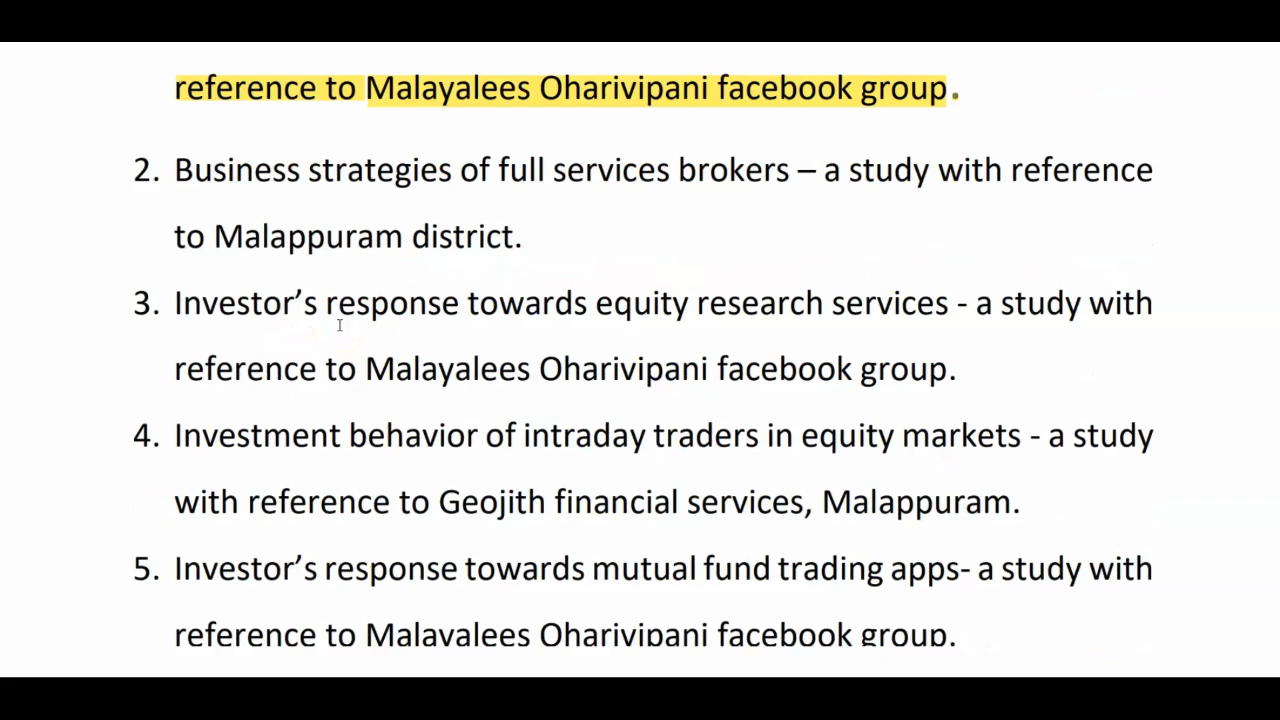 reference to Malayalees Oharivipani facebook group.
2. Business strategies of full services brokers – a study with reference
to Malappuram district.
3. Investor’s response towards equity research services - a study with
reference to Malayalees Oharivipani facebook group.
4. Investment behavior of intraday traders in equity markets - a study
with reference to Geojith financial services, Malappuram.
5. Investor’s response towards mutual fund trading apps- a study with
reference to Malayalees Oharivipani facebook group.